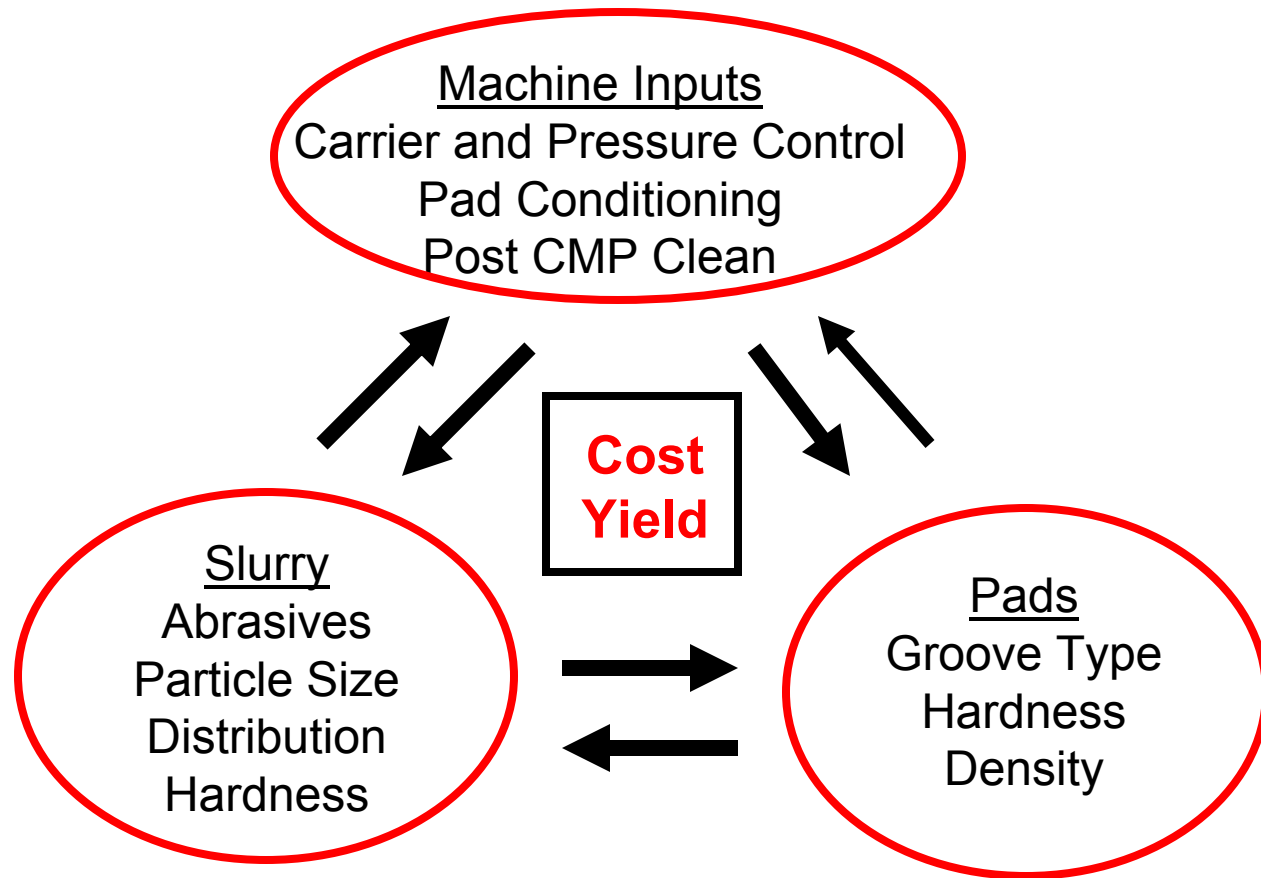 Machine Inputs
Carrier and Pressure Control
Pad Conditioning
Post CMP Clean
Cost
Yield
Slurry
Abrasives
Particle Size
Distribution
Hardness
Pads
Groove Type
Hardness
Density